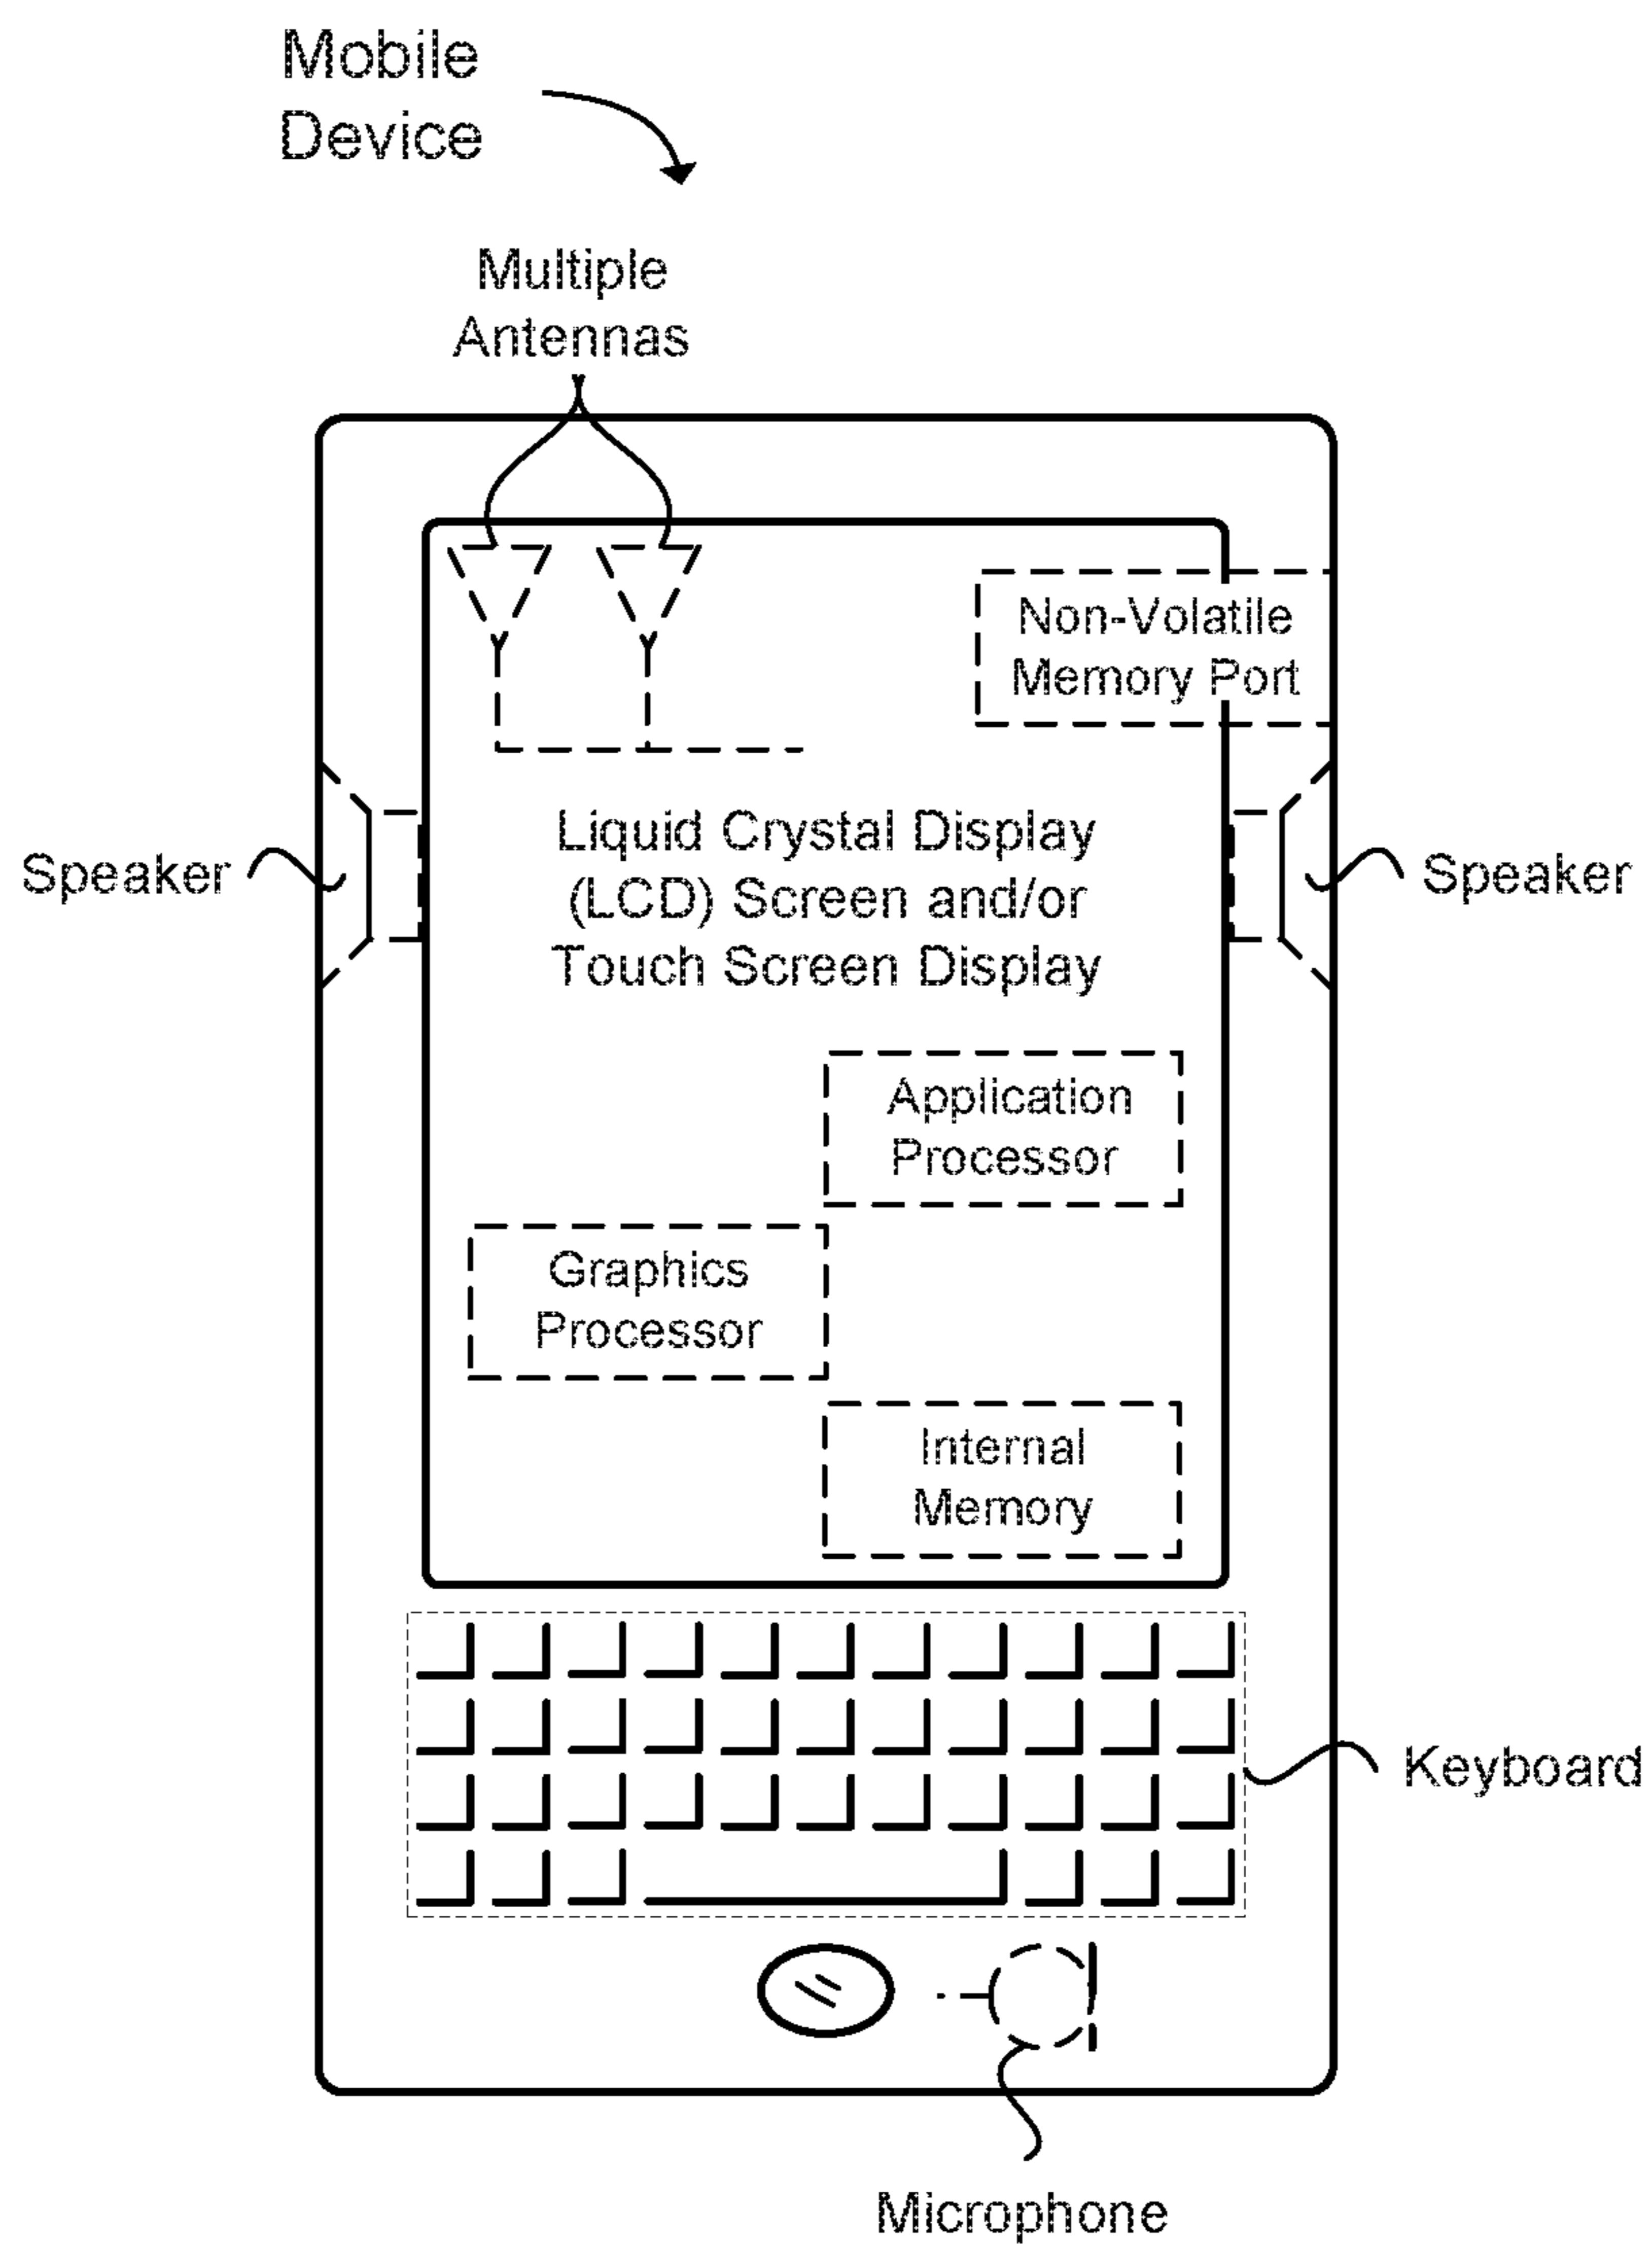 Mobile
Device
Multiple
Antennas
Non-Volatile
Memory Port
Speaker
Liquid Crystal Display
(LCD) Screen and/or
Touch Screen Display
Speaker
Application
Processor
Graphics
Processor
Internal
Memory
Keyboard
Microphone